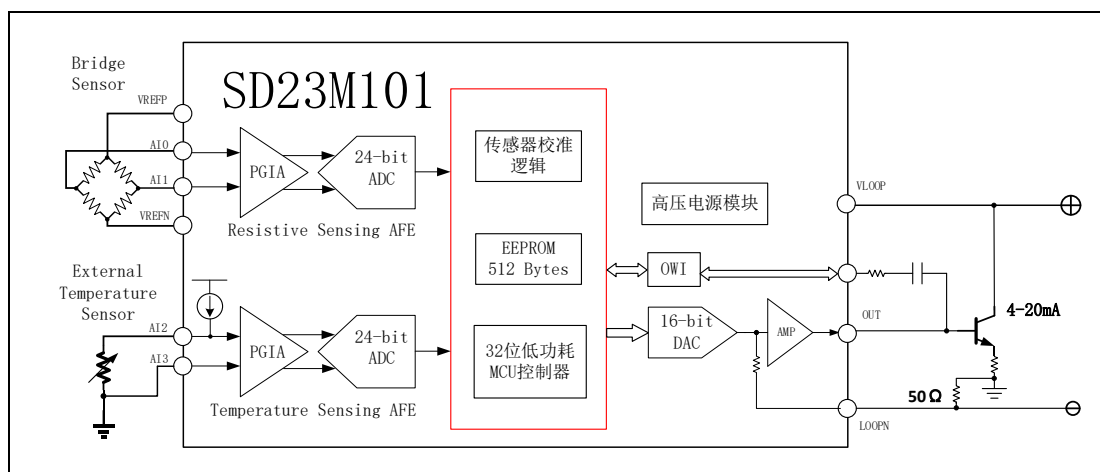 Bridge
Sensor
SD23M101
VREFP
AI0
AI1
VREFN
PGIA
24-bit
ADC
Resistive Sensing AFE
External
Temperature
Sensor
AI2
AI3
PGIA
24-bit
ADC
Temperature Sensing AFE
传感器校准
逻辑
EEPROM
512 Bytes
32位低功耗
MCU控制器
高压电源模块
OWI
16-bit
DAC
AMP
VLOOP
OUT
4-20mA
50Ω
LOOPN